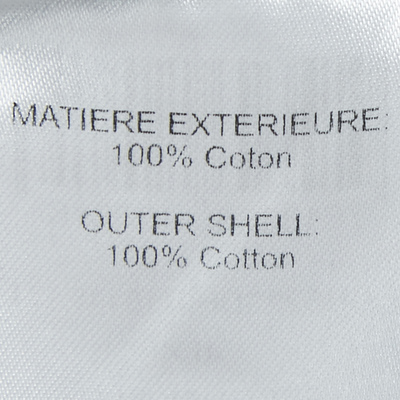 MATIERE EXTERIEURE:
100% Coton
OUTER SHELL:
100% Cotton